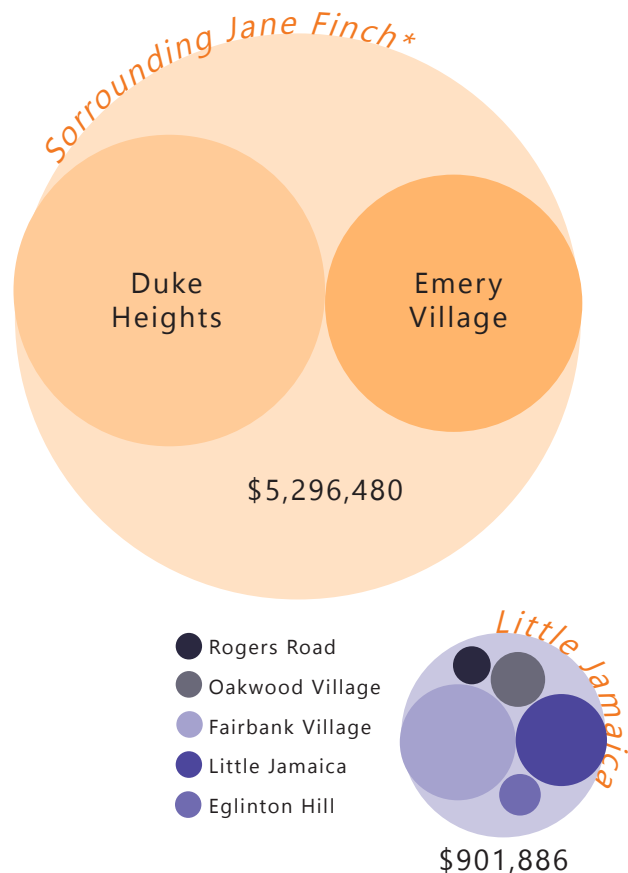 Sorrounding Jane Finch*
Duke
Heights
Emery
Village
$5,296,480
Little Jamaica
Rogers Road
Oakwood Village
Fairbank Village
Little Jamaica
Eglinton Hill
$901,886